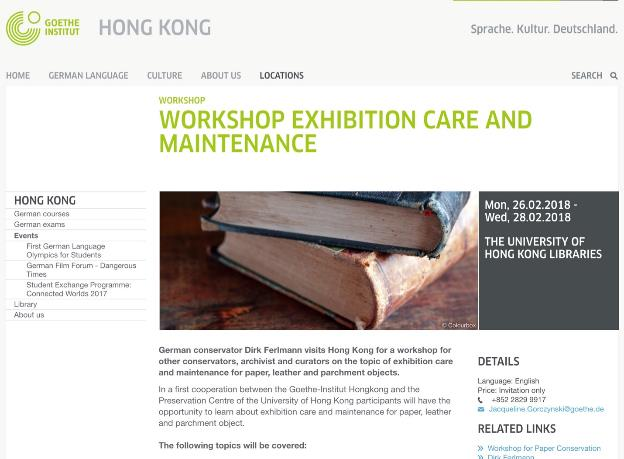 GOETHE
INSTITUT
HONG KONG
Sprache. Kultur. Deutschland.
HOME GERMAN LANGUAGE CULTURE ABOUT US LOCATIONS SEARCH
WORKSHOP
WORKSHOP EXHIBITION CARE AND
MAINTENANCE
HONG KONG
German courses
German exams
Events
First German Language
Olympics for Students
German Film Forum - Dangerous
Times
Student Exchange Programme:
Connected Worlds 2017
Library
About us
© Colourbox
Mon, 26.02.2018 -
Wed, 28.02.2018
THE UNIVERSITY OF
HONG KONG LIBRARIES
German conservator Dirk Ferlmann visits Hong Kong for a workshop for
other conservators, archivist and curators on the topic of exhibition care
and maintenance for paper, leather and parchment objects.
In a first cooperation between the Goethe-Institut Hongkong and the
Preservation Centre of the University of Hong Kong participants will have the
opportunity to learn about exhibition care and maintenance for paper, leather
and parchment object.
The following topics will be covered:
DETAILS
Language: English
Price: Invitation only
+852 2829 9917
Jacqueline.Gorczynski@goethe.de
RELATED LINKS
Workshop for Paper Conservation
Dirk Ferlmann